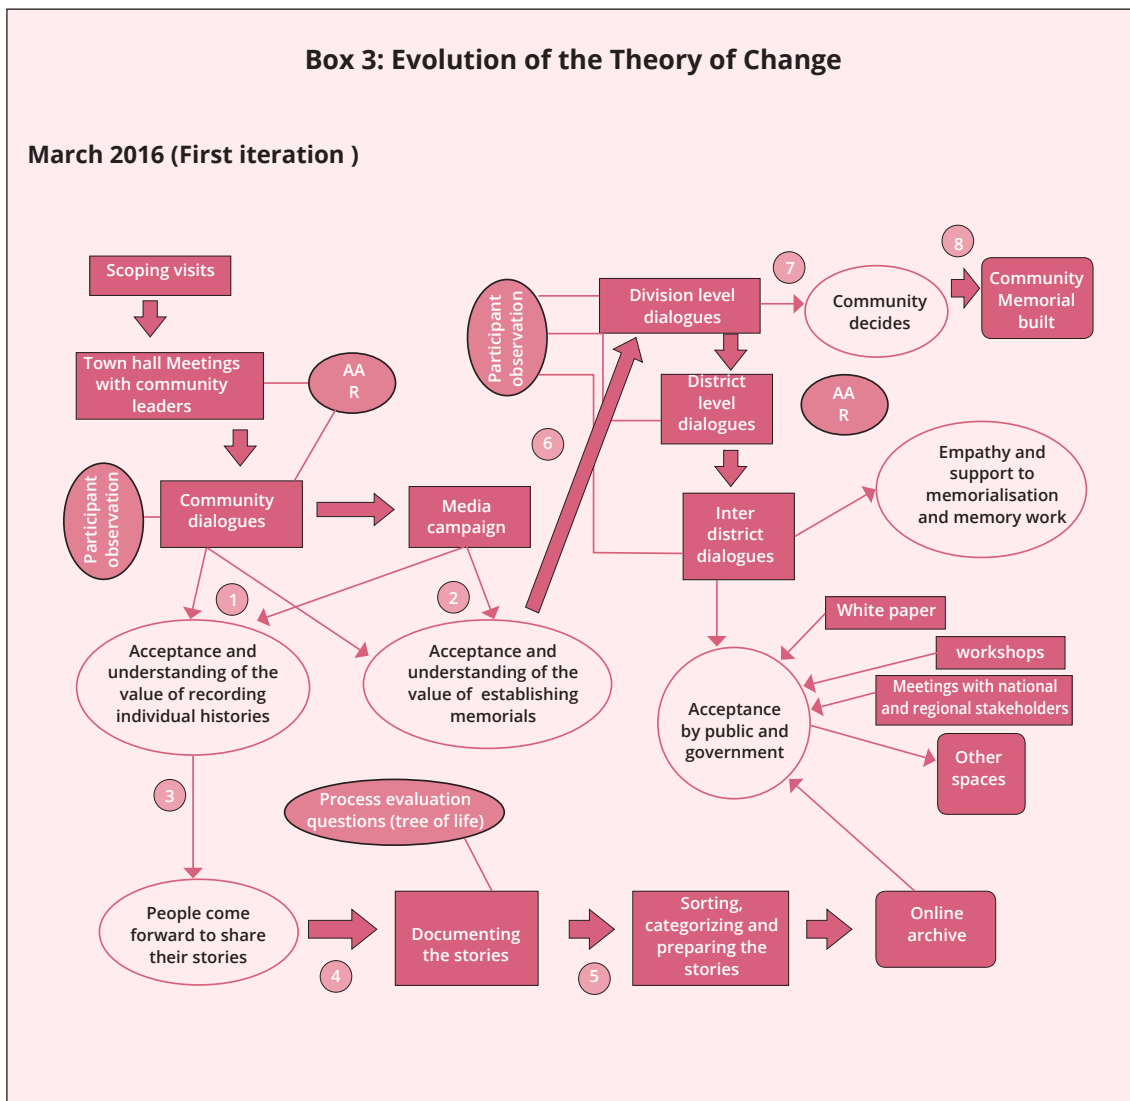 Box 3: Evolution of the Theory of Change
March 2016 (First iteration )
Scoping visits
Town hall Meetings
with community
leaders
AA
R
Participant
observation
Community
dialogues
Media
campaign
1
2
Acceptance and
understanding of the
value of recording
individual histories
Acceptance and
understanding of the
value of establishing
memorials
3
Process evaluation
questions (tree of life)
People come
forward to share
their stories
4
Documenting
the stories
5
Sorting,
categorizing and
preparing the
stories
Online
archive
6
Participant
observation
Division level
dialogues
7
Community
decides
8
Community
Memorial
built
District
level
dialogues
AA
R
Inter
district
dialogues
Empathy and
support to
memorialisation
and memory work
White paper
workshops
Meetings with national
and regional stakeholders
Acceptance
by public and
government
Other
spaces